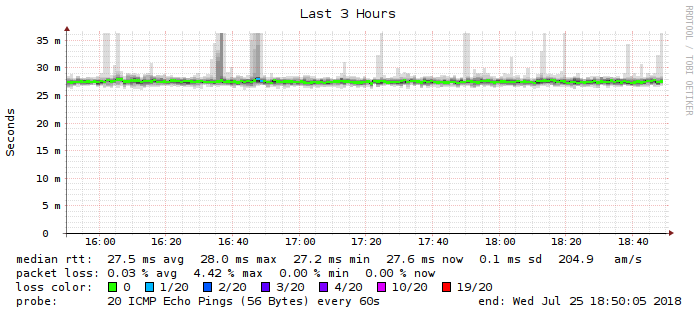 Last 3 Hours
RRDTOOL / TOBI OETIKER
Seconds
35 m
30 m
25 m
20 m
15 m
10 m
5 m
0
16:00 16:20 16:40 17:00 17:20 17:40 18:00 18:20 18:40
median rtt: 27.5 ms avg 28.0 ms max 27.2 ms min 27.6 ms now 0.1 ms sd 204.9 am/s
packet loss: 0.03 % avg 4.42 % max 0.00 % min 0.00 % now
loss color: 0 1/20 2/20 3/20 4/20 10/20 19/20
probe: 20 ICMP Echo Pings (56 Bytes) every 60s end: Wed Jul 25 18:50:05 2018